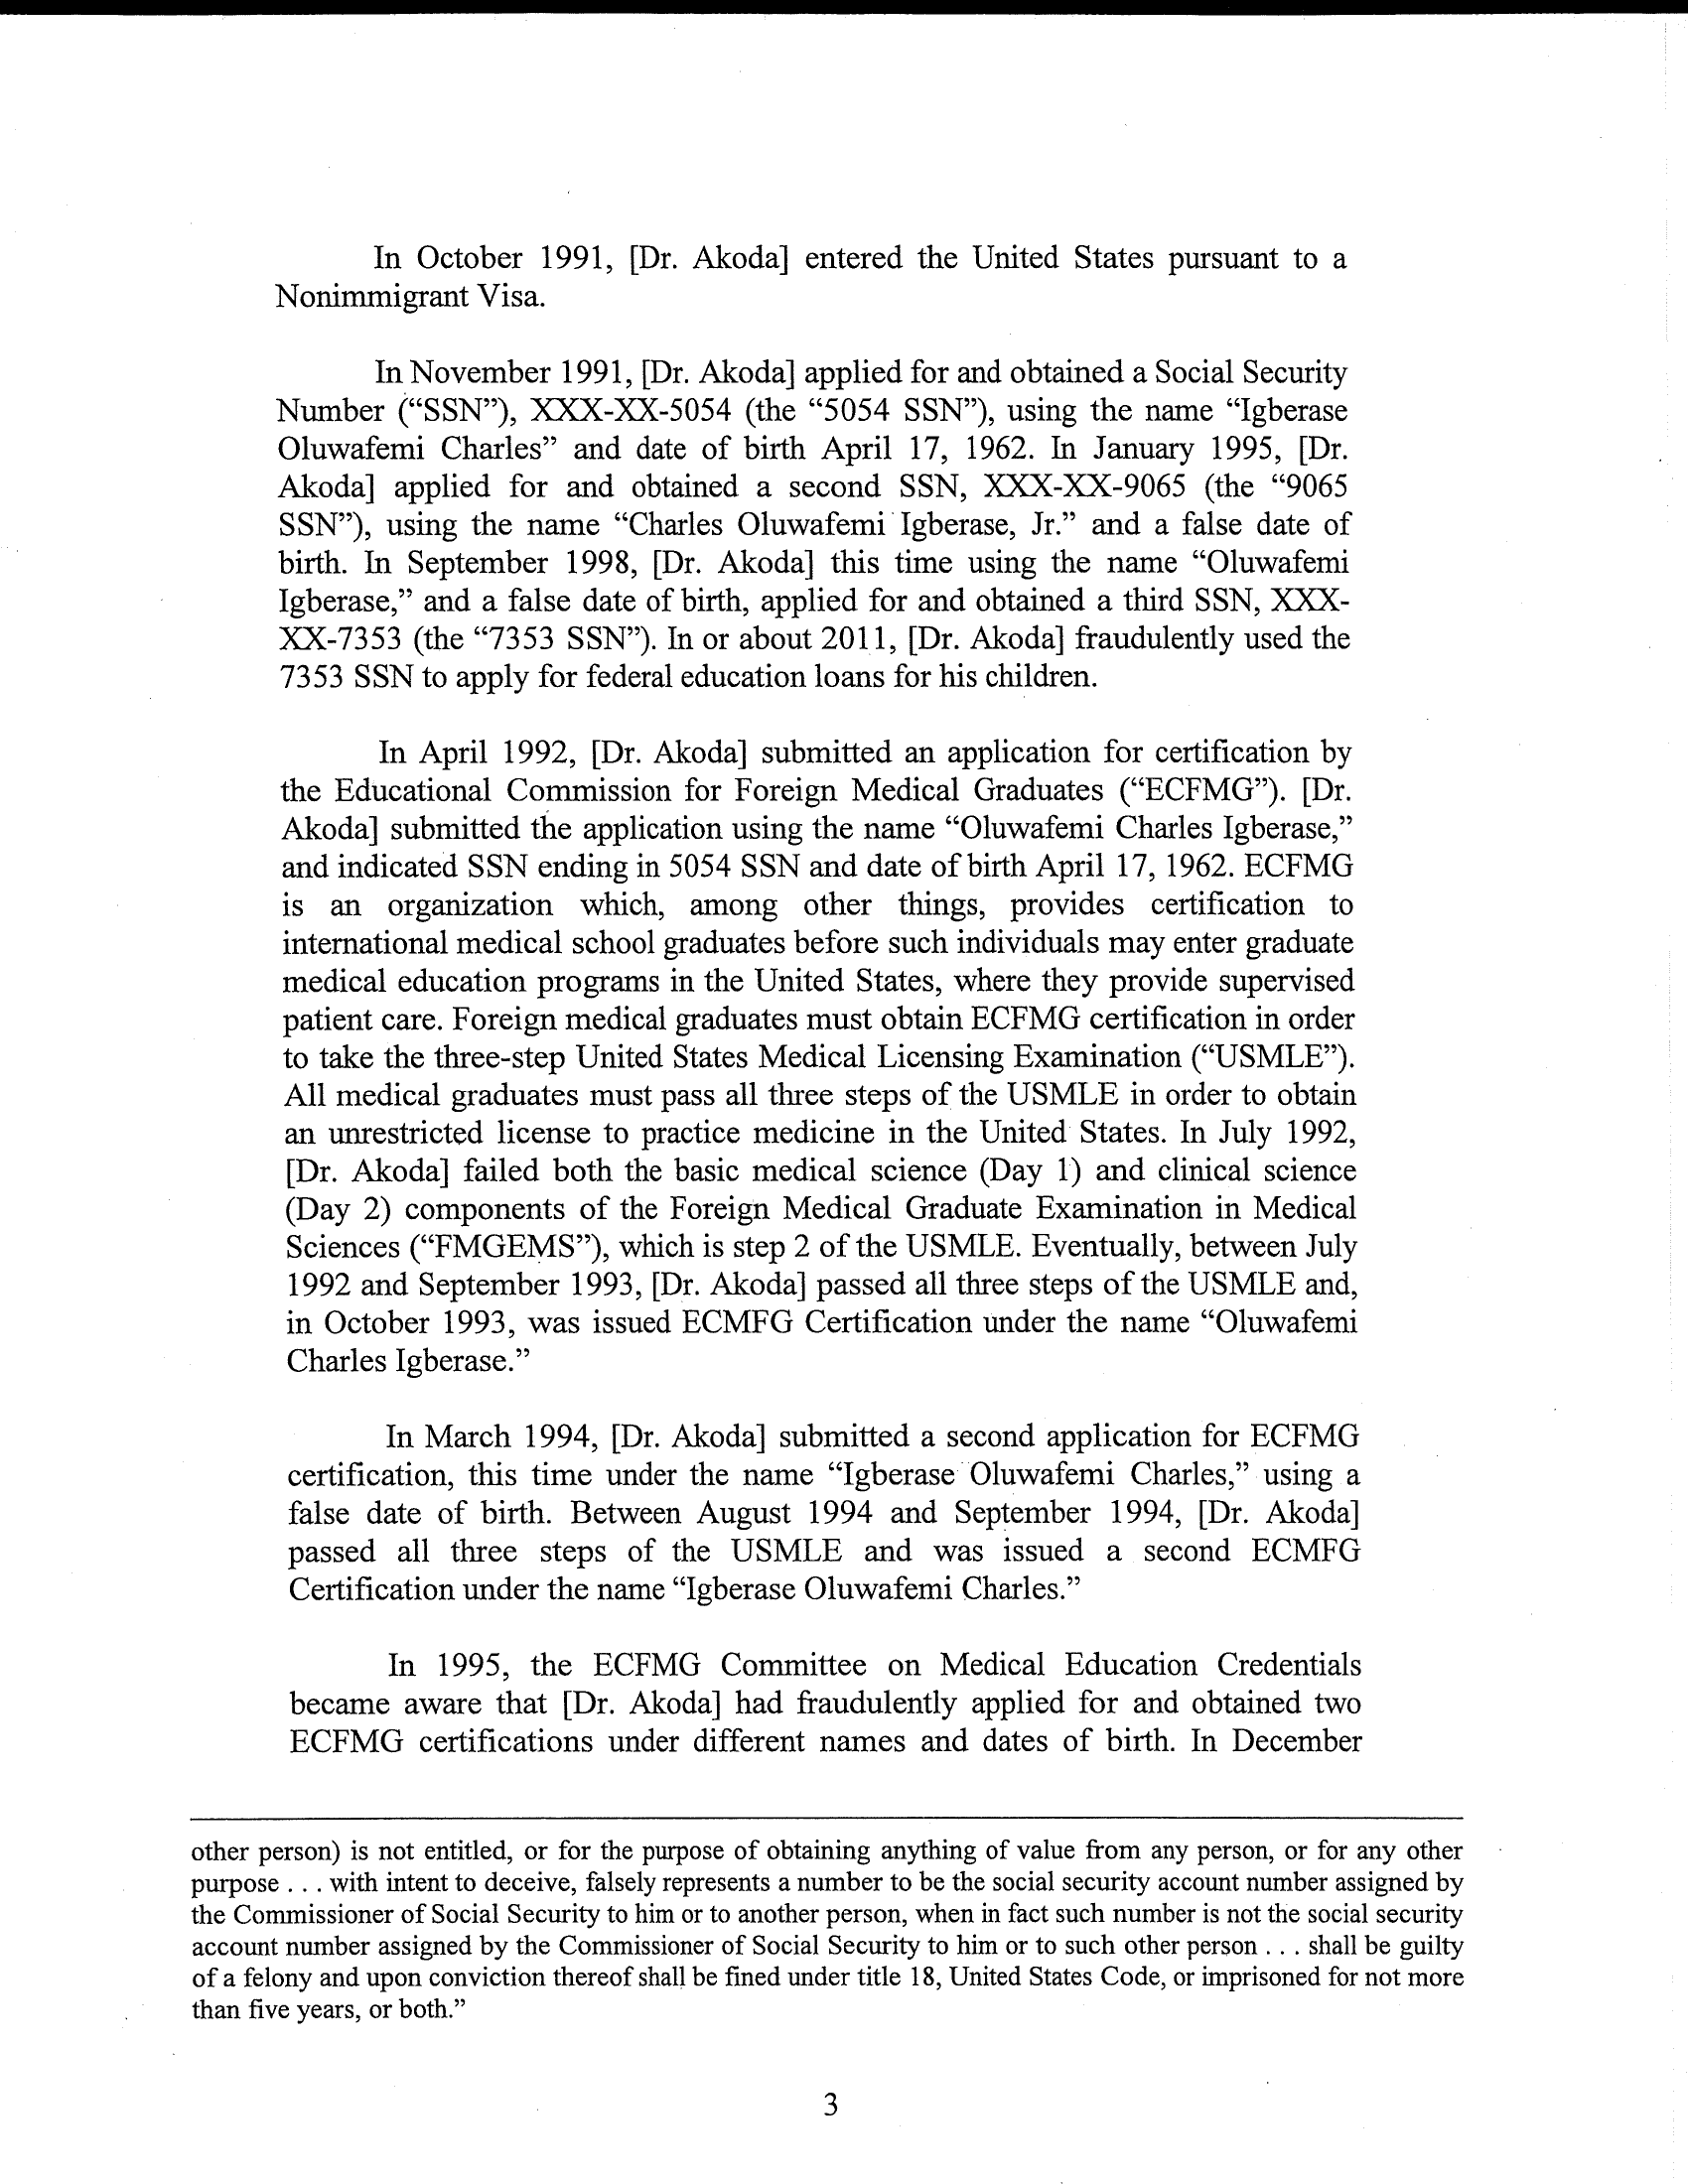 In October 1991, [Dr. Akoda] entered the United States pursuant to a
Nonimmigrant Visa.
In November 1991, [Dr. Akoda] applied for and obtained a Social Security
Number (“SSN”), XXX-XX-5054 (the “5054 SSN”), using the name “Igberase
Oluwafemi Charles” and date of birth April 17, 1962. In January 1995, [Dr.
Akoda] applied for and obtained a second SSN, XXX-XX-9065 (the “9065
SSN”), using the name “Charles Oluwafemi Igberase, Jr.” and a false date of
birth. In September 1998, [Dr. Akoda] this time using the name “Oluwafemi
Igberase,” and a false date of birth, applied for and obtained a third SSN, XXX-
XX-7353 (the “7353 SSN”). In or about 2011, [Dr. Akoda] fraudulently used the
7353 SSN to apply for federal education loans for his children.
In April 1992, [Dr. Akoda] submitted an application for certification by
the Educational Commission for Foreign Medical Graduates (“ECFMG”). [Dr.
Akoda] submitted the application using the name “Oluwafemi Charles Igberase,”
and indicated SSN ending in 5054 SSN and date of birth April 17, 1962. ECFMG
is an organization which, among other things, provides certification to
international medical school graduates before such individuals may enter graduate
medical education programs in the United States, where they provide supervised
patient care. Foreign medical graduates must obtain ECFMG certification in order
to take the three-step United States Medical Licensing Examination (“USMLE”).
All medical graduates must pass all three steps of the USMLE in order to obtain
an unrestricted license to practice medicine in the United States. In July 1992,
[Dr. Akoda] failed both the basic medical science (Day 1) and clinical science
(Day 2) components of the Foreign Medical Graduate Examination in Medical
Sciences (“FMGEMS”), which is step 2 of the USMLE. Eventually, between July
1992 and September 1993, [Dr. Akoda] passed all three steps of the USMLE and,
in October 1993, was issued ECMFG Certification under the name “Oluwafemi
Charles Igberase.”
In March 1994, [Dr. Akoda] submitted a second application for ECFMG
certification, this time under the name “Igberase Oluwafemi Charles,” using a
false date of birth. Between August 1994 and September 1994, [Dr. Akoda]
passed all three steps of the USMLE and was issued a second ECMFG
Certification under the name “Igberase Oluwafemi Charles.”
In 1995, the ECFMG Committee on Medical Education Credentials
became aware that [Dr. Akoda] had fraudulently applied for and obtained two
ECFMG certifications under different names and dates of birth. In December
other person) is not entitled, or for the purpose of obtaining anything of value from any person, or for any other
purpose . . . with intent to deceive, falsely represents a number to be the social security account number assigned by
the Commissioner of Social Security to him or to another person, when in fact such number is not the social security
account number assigned by the Commissioner of Social Security to him or to such other person . . . shall be guilty
of a felony and upon conviction thereof shall be fined under title 18, United States Code, or imprisoned for not more
than five years, or both.”
3